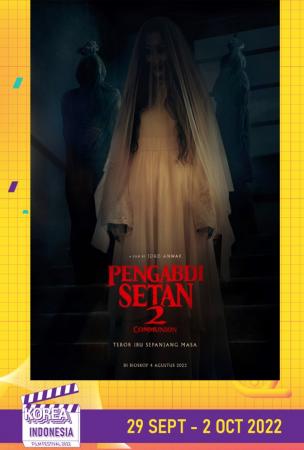 A FILM BY JOKO ANWAR
PENGABDI
SETAN
2
COMMUNION
TEROR IBU SEPANJANG MASA
DI BIOSKOP 4 AGUSTUS 2022
KOREA
INDONESIA
FILM FESTIVAL 2022
29 SEPT - 2 OCT 2022